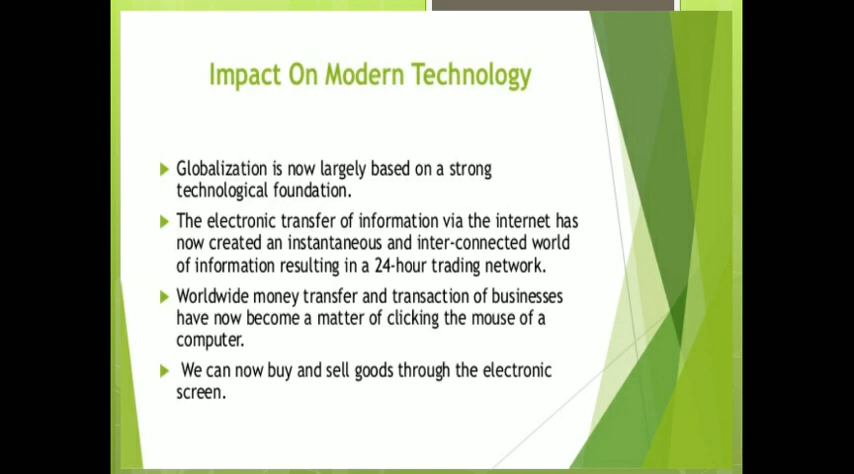 Impact On Modern Technology
Globalization is now largely based on a strong
technological foundation.
The electronic transfer of information via the internet has
now created an instantaneous and inter-connected world
of information resulting in a 24-hour trading network.
Worldwide money transfer and transaction of businesses
have now become a matter of clicking the mouse of a
computer.
We can now buy and sell goods through the electronic
screen.